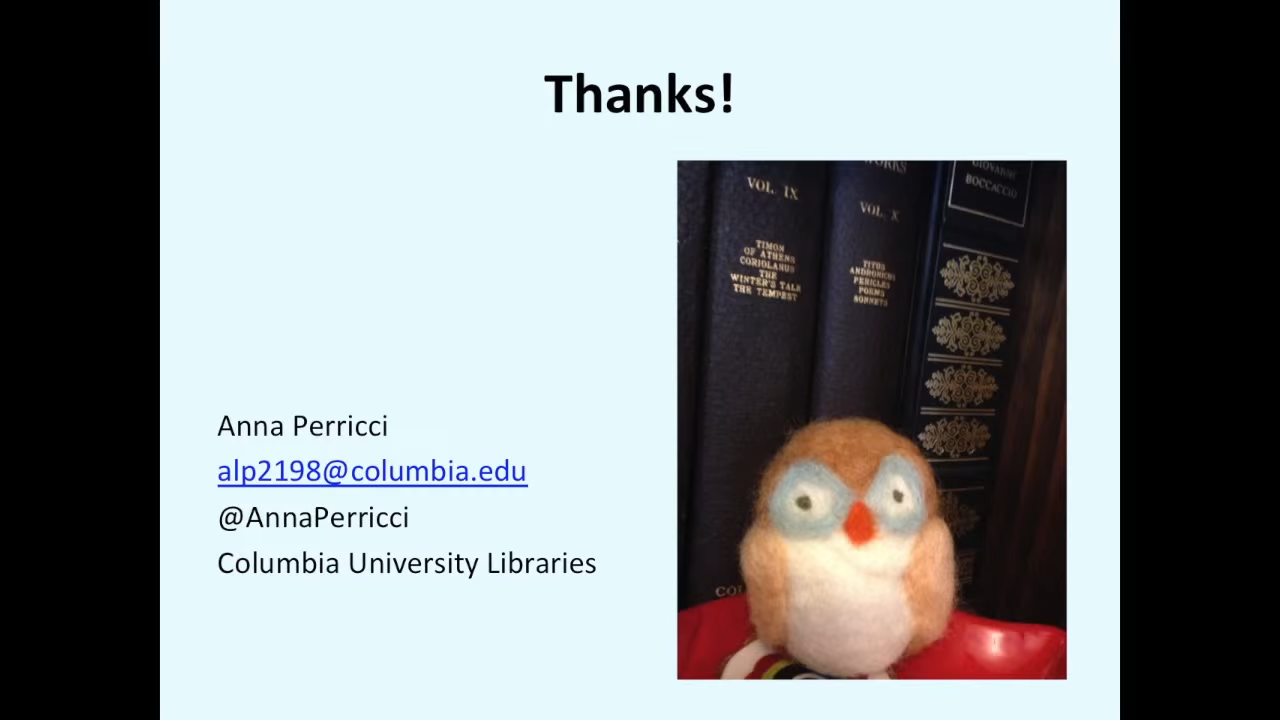 Thanks!
Anna Perricci
alp2198@columbia.edu
@AnnaPerricci
Columbia University Libraries
VOL. IX
TIMON
OF ATHENS
CORIOLANUS
THE
WINTER'S TALE
THE TEMPEST
WORKS
VOL. X
TITUS
ANDRONICUS
PERICLES
POEMS
SONNETS
GIOVANNI
BOCCACCIO